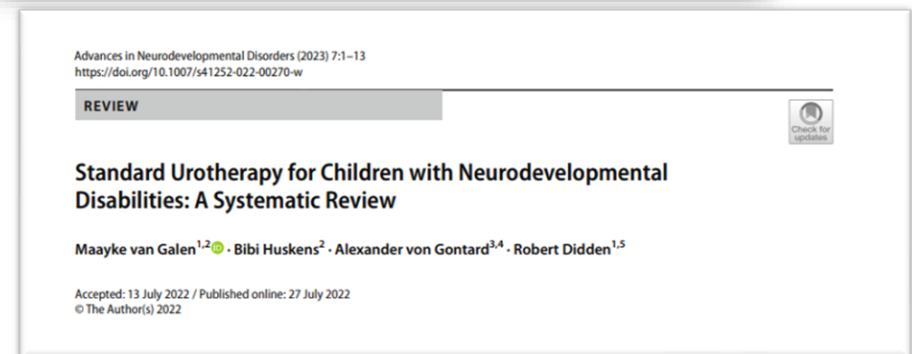 Advances in Neurodevelopmental Disorders (2023) 7:1–13
https://doi.org/10.1007/s41252-022-00270-w
REVIEW
Check for
updates
Standard Urotherapy for Children with Neurodevelopmental
Disabilities: A Systematic Review
Maayke van Galen1,2 · Bibi Huskens2 · Alexander von Gontard3,4 · Robert Didden1,5
Accepted: 13 July 2022 / Published online: 27 July 2022
© The Author(s) 2022